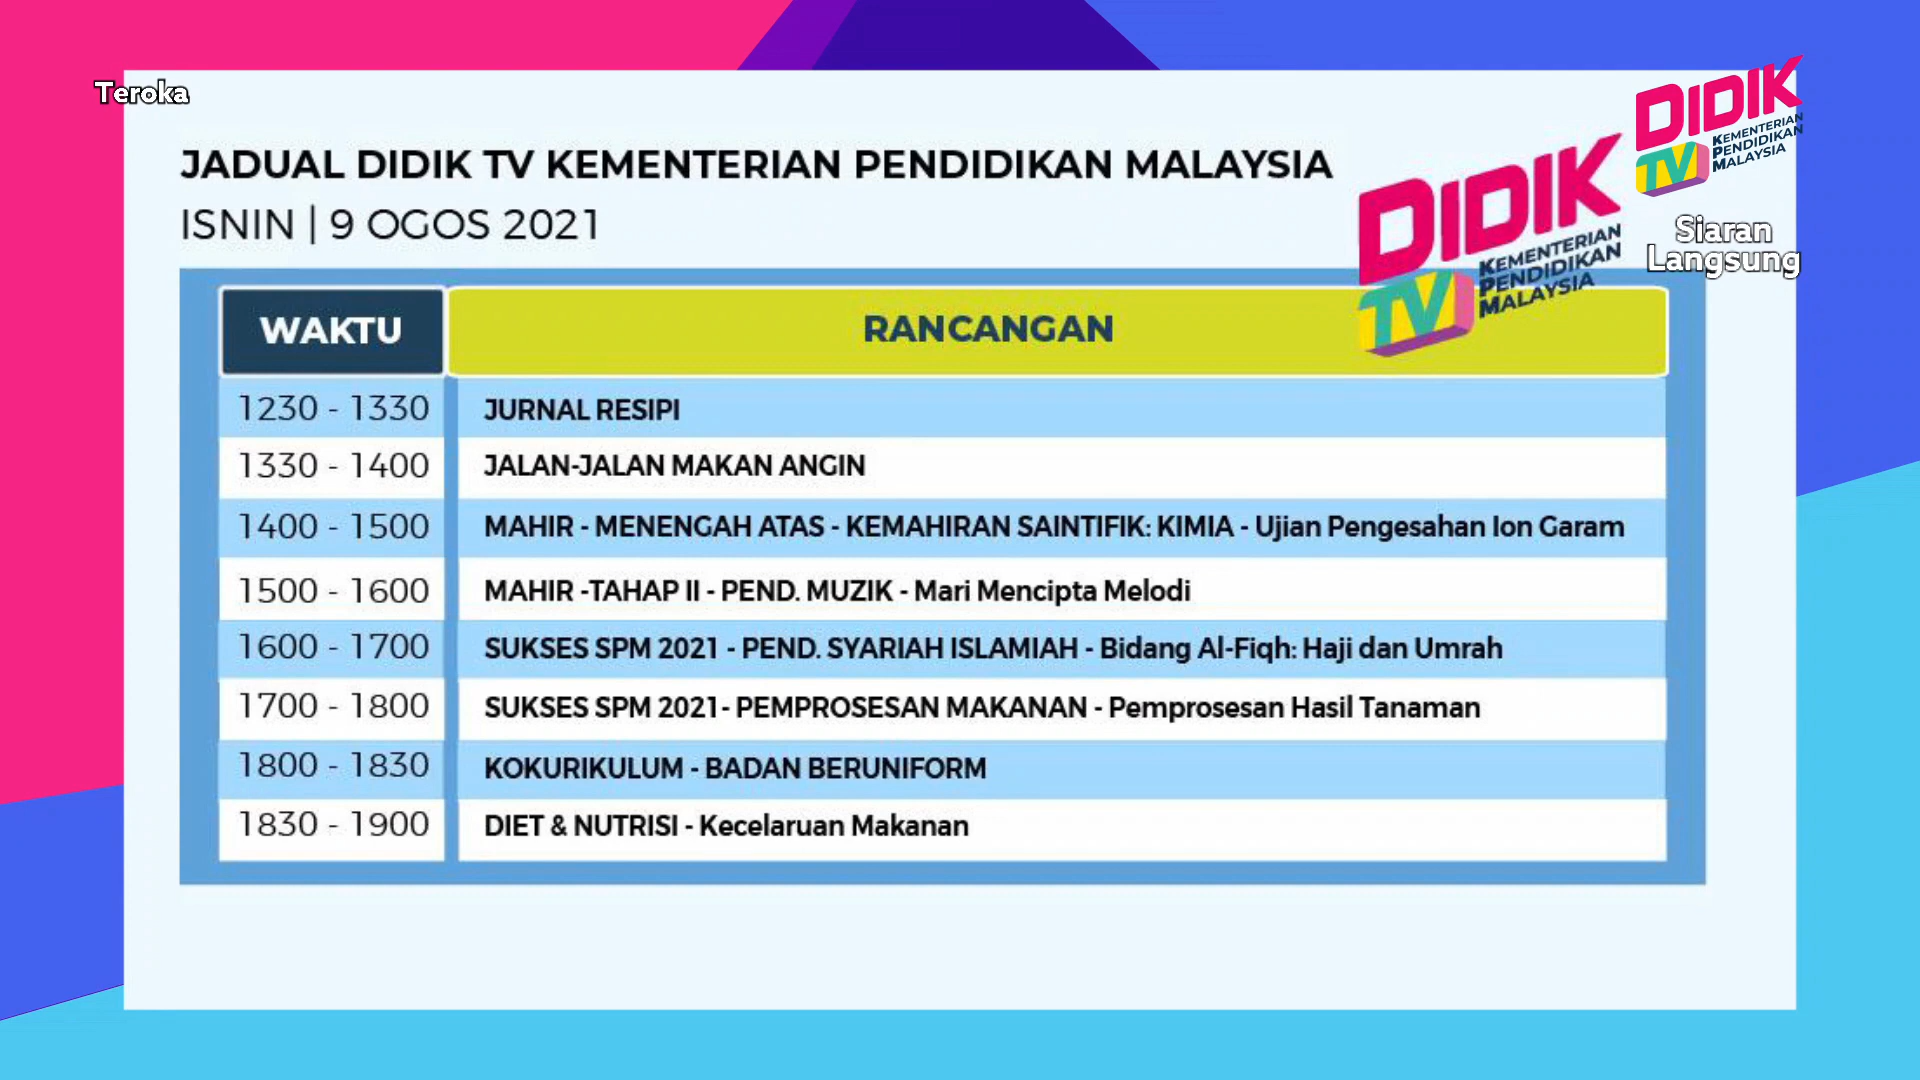 Teroka
DIDIK
TV
KEMENTERIAN
PENDIDIKAN
MALAYSIA
Siaran
Langsung
JADUAL DIDIK TV KEMENTERIAN PENDIDIKAN MALAYSIA
ISNIN | 9 OGOS 2021
DIDIK
TV
KEMENTERIAN
PENDIDIKAN
MALAYSIA
WAKTU RANCANGAN
1230 - 1330 JURNAL RESIPI
1330 - 1400 JALAN-JALAN MAKAN ANGIN
1400 - 1500 MAHIR - MENENGAH ATAS - KEMAHIRAN SAINTIFIK: KIMIA - Ujian Pengesahan Ion Garam
1500 - 1600 MAHIR -TAHAP II - PEND. MUZIK - Mari Mencipta Melodi
1600 - 1700 SUKSES SPM 2021 - PEND. SYARIAH ISLAMIAH - Bidang Al-Fiqh: Haji dan Umrah
1700 - 1800 SUKSES SPM 2021- PEMPROSESAN MAKANAN - Pemprosesan Hasil Tanaman
1800 - 1830 KOKURIKULUM - BADAN BERUNIFORM
1830 - 1900 DIET & NUTRISI - Kecelaruan Makanan